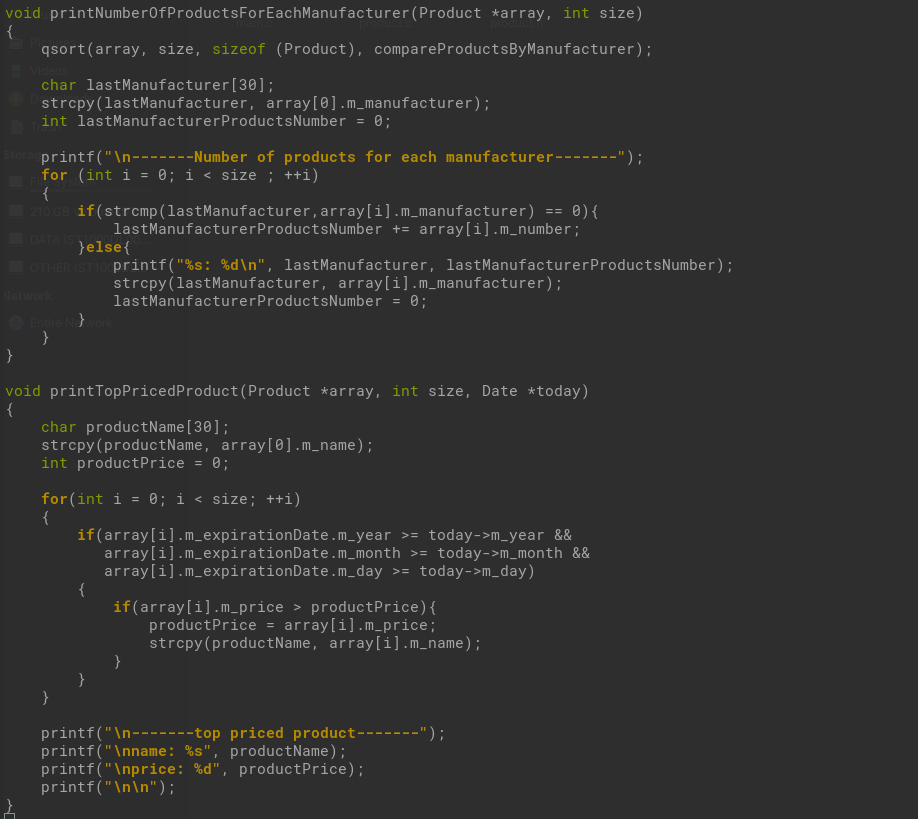 void printNumberOfProductsForEachManufacturer(Product *array, int size)
{
    qsort(array, size, sizeof (Product), compareProductsByManufacturer);

    char lastManufacturer[30];
    strcpy(lastManufacturer, array[0].m_manufacturer);
    int lastManufacturerProductsNumber = 0;

    printf("\n-------Number of products for each manufacturer-------");
    for (int i = 0; i < size ; ++i)
    {
        if(strcmp(lastManufacturer,array[i].m_manufacturer) == 0){
            lastManufacturerProductsNumber += array[i].m_number;
        }else{
            printf("%s: %d\n", lastManufacturer, lastManufacturerProductsNumber);
            strcpy(lastManufacturer, array[i].m_manufacturer);
            lastManufacturerProductsNumber = 0;
        }
    }
}

void printTopPricedProduct(Product *array, int size, Date *today)
{
    char productName[30];
    strcpy(productName, array[0].m_name);
    int productPrice = 0;

    for(int i = 0; i < size; ++i)
    {
        if(array[i].m_expirationDate.m_year >= today->m_year &&
           array[i].m_expirationDate.m_month >= today->m_month &&
           array[i].m_expirationDate.m_day >= today->m_day)
        {
            if(array[i].m_price > productPrice){
                productPrice = array[i].m_price;
                strcpy(productName, array[i].m_name);
            }
        }
    }

    printf("\n-------top priced product-------");
    printf("\nname: %s", productName);
    printf("\nprice: %d", productPrice);
    printf("\n\n");
}